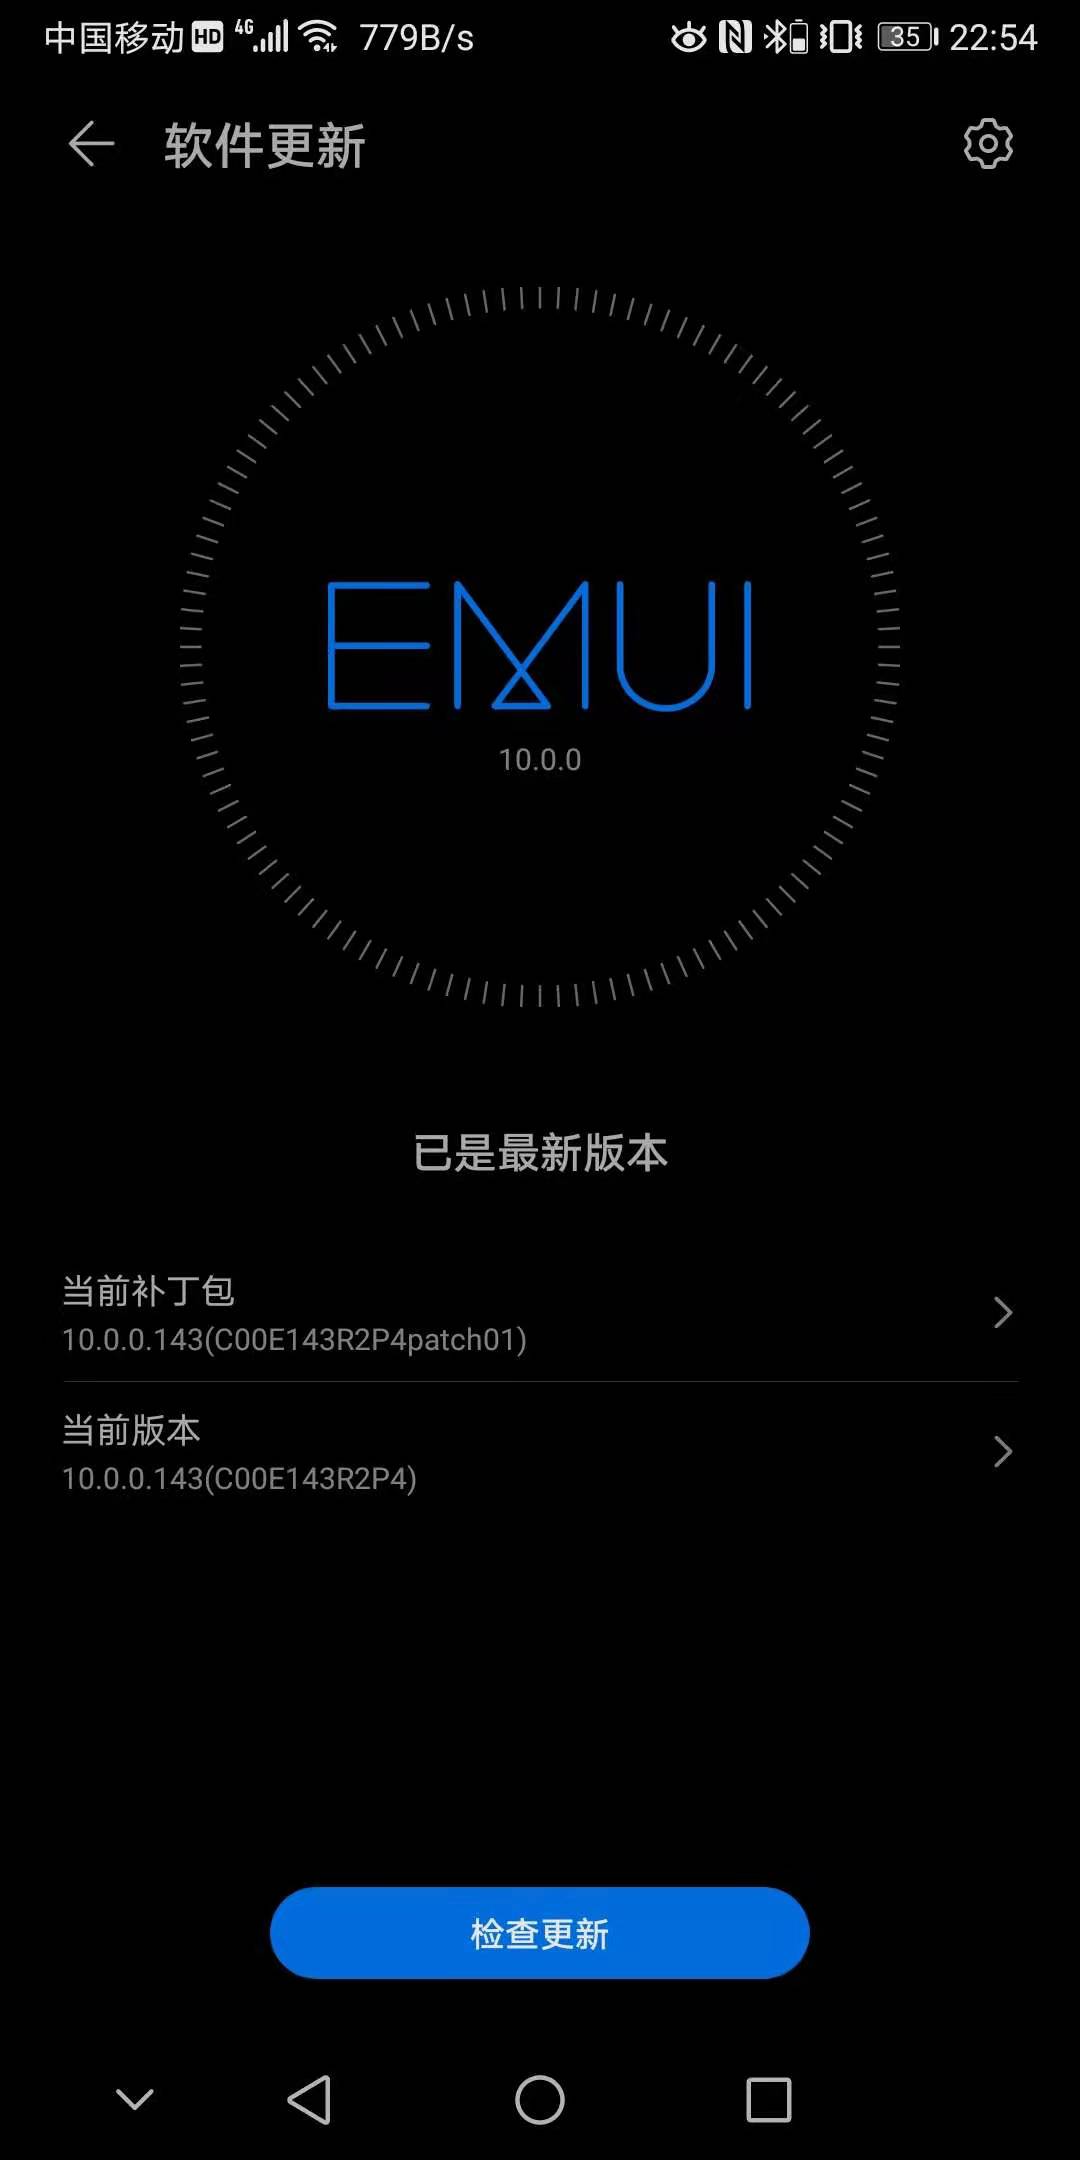 中国移动 HD 4G 779B/s 35 22:54
软件更新
EMUI
10.0.0
已是最新版本
当前补丁包
10.0.0.143(C00E143R2P4patch01)
当前版本
10.0.0.143(C00E143R2P4)
检查更新